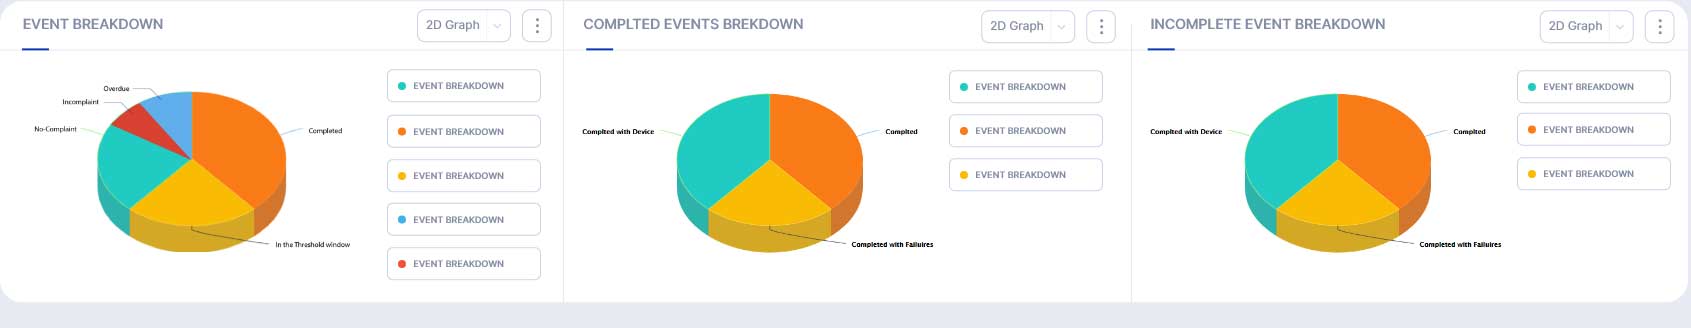 EVENT BREAKDOWN
2D Graph
Overdue
Incomplaint
No-Complaint
Completed
In the Threshold window
EVENT BREAKDOWN
EVENT BREAKDOWN
EVENT BREAKDOWN
EVENT BREAKDOWN
EVENT BREAKDOWN
COMPLTED EVENTS BREKDOWN
2D Graph
Complted with Device
Complted
Completed with Failuires
EVENT BREAKDOWN
EVENT BREAKDOWN
EVENT BREAKDOWN
INCOMPLETE EVENT BREAKDOWN
2D Graph
Complted with Device
Complted
Completed with Failuires
EVENT BREAKDOWN
EVENT BREAKDOWN
EVENT BREAKDOWN